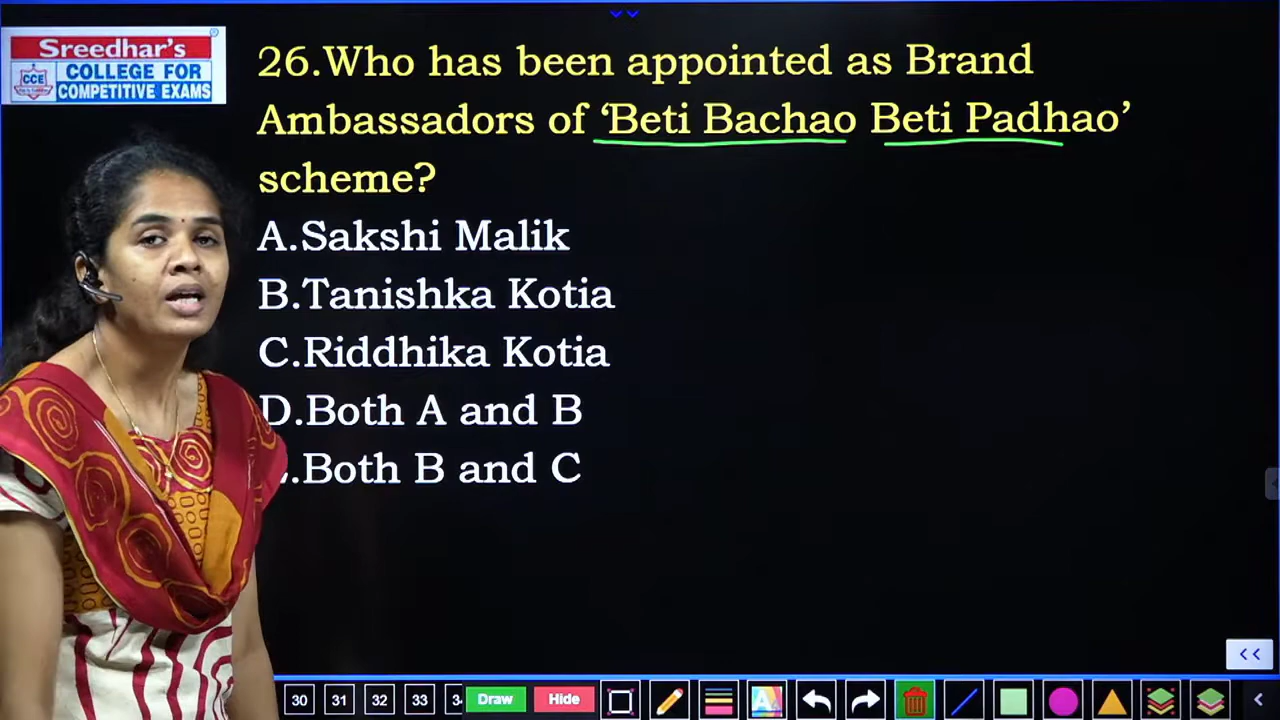 Sreedhar's
CCE
COLLEGE FOR
COMPETITIVE EXAMS
26.Who has been appointed as Brand
Ambassadors of ‘Beti Bachao Beti Padhao’
scheme?
A.Sakshi Malik
B.Tanishka Kotia
C.Riddhika Kotia
D.Both A and B
.Both B and C
30 31 32 33 Draw Hide